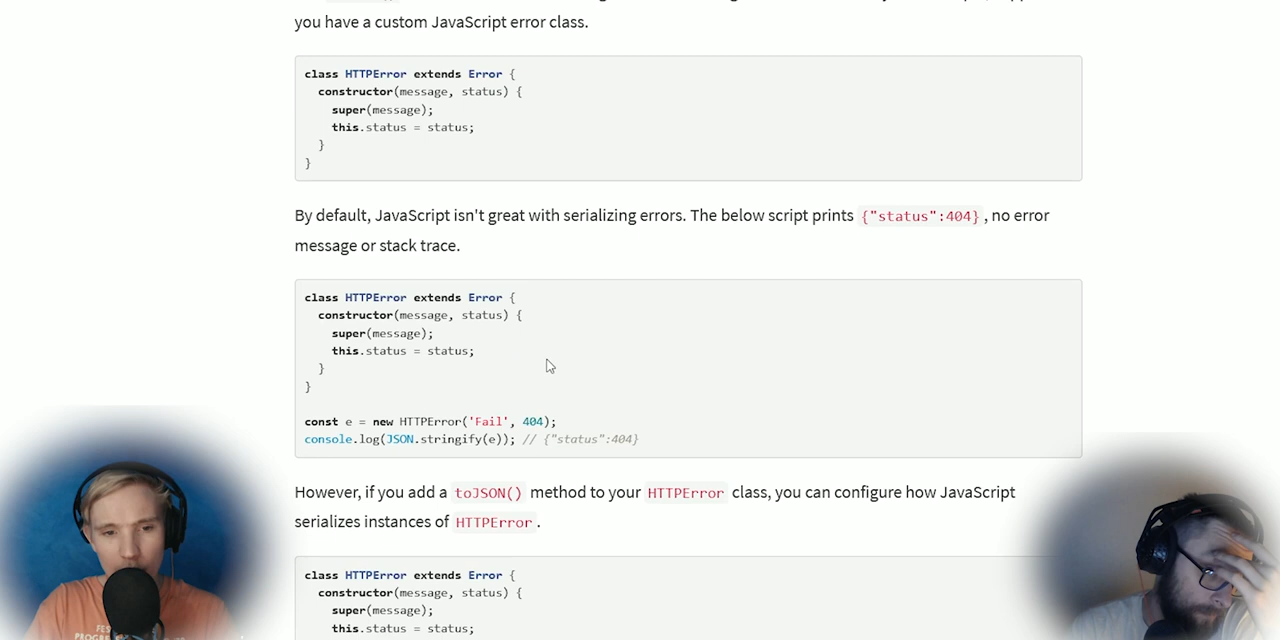 you have a custom JavaScript error class.
class HTTPError extends Error {
constructor(message, status) {
super(message);
this.status = status;
}
}
By default, JavaScript isn't great with serializing errors. The below script prints {"status":404}, no error
message or stack trace.
class HTTPError extends Error {
constructor(message, status) {
super(message);
this.status = status;
}
}
const e = new HTTPError('Fail', 404);
console.log(JSON.stringify(e)); // {"status":404}
However, if you add a toJSON() method to your HTTPError class, you can configure how JavaScript
serializes instances of HTTPError.
class HTTPError extends Error {
constructor(message, status) {
super(message);
this.status = status;